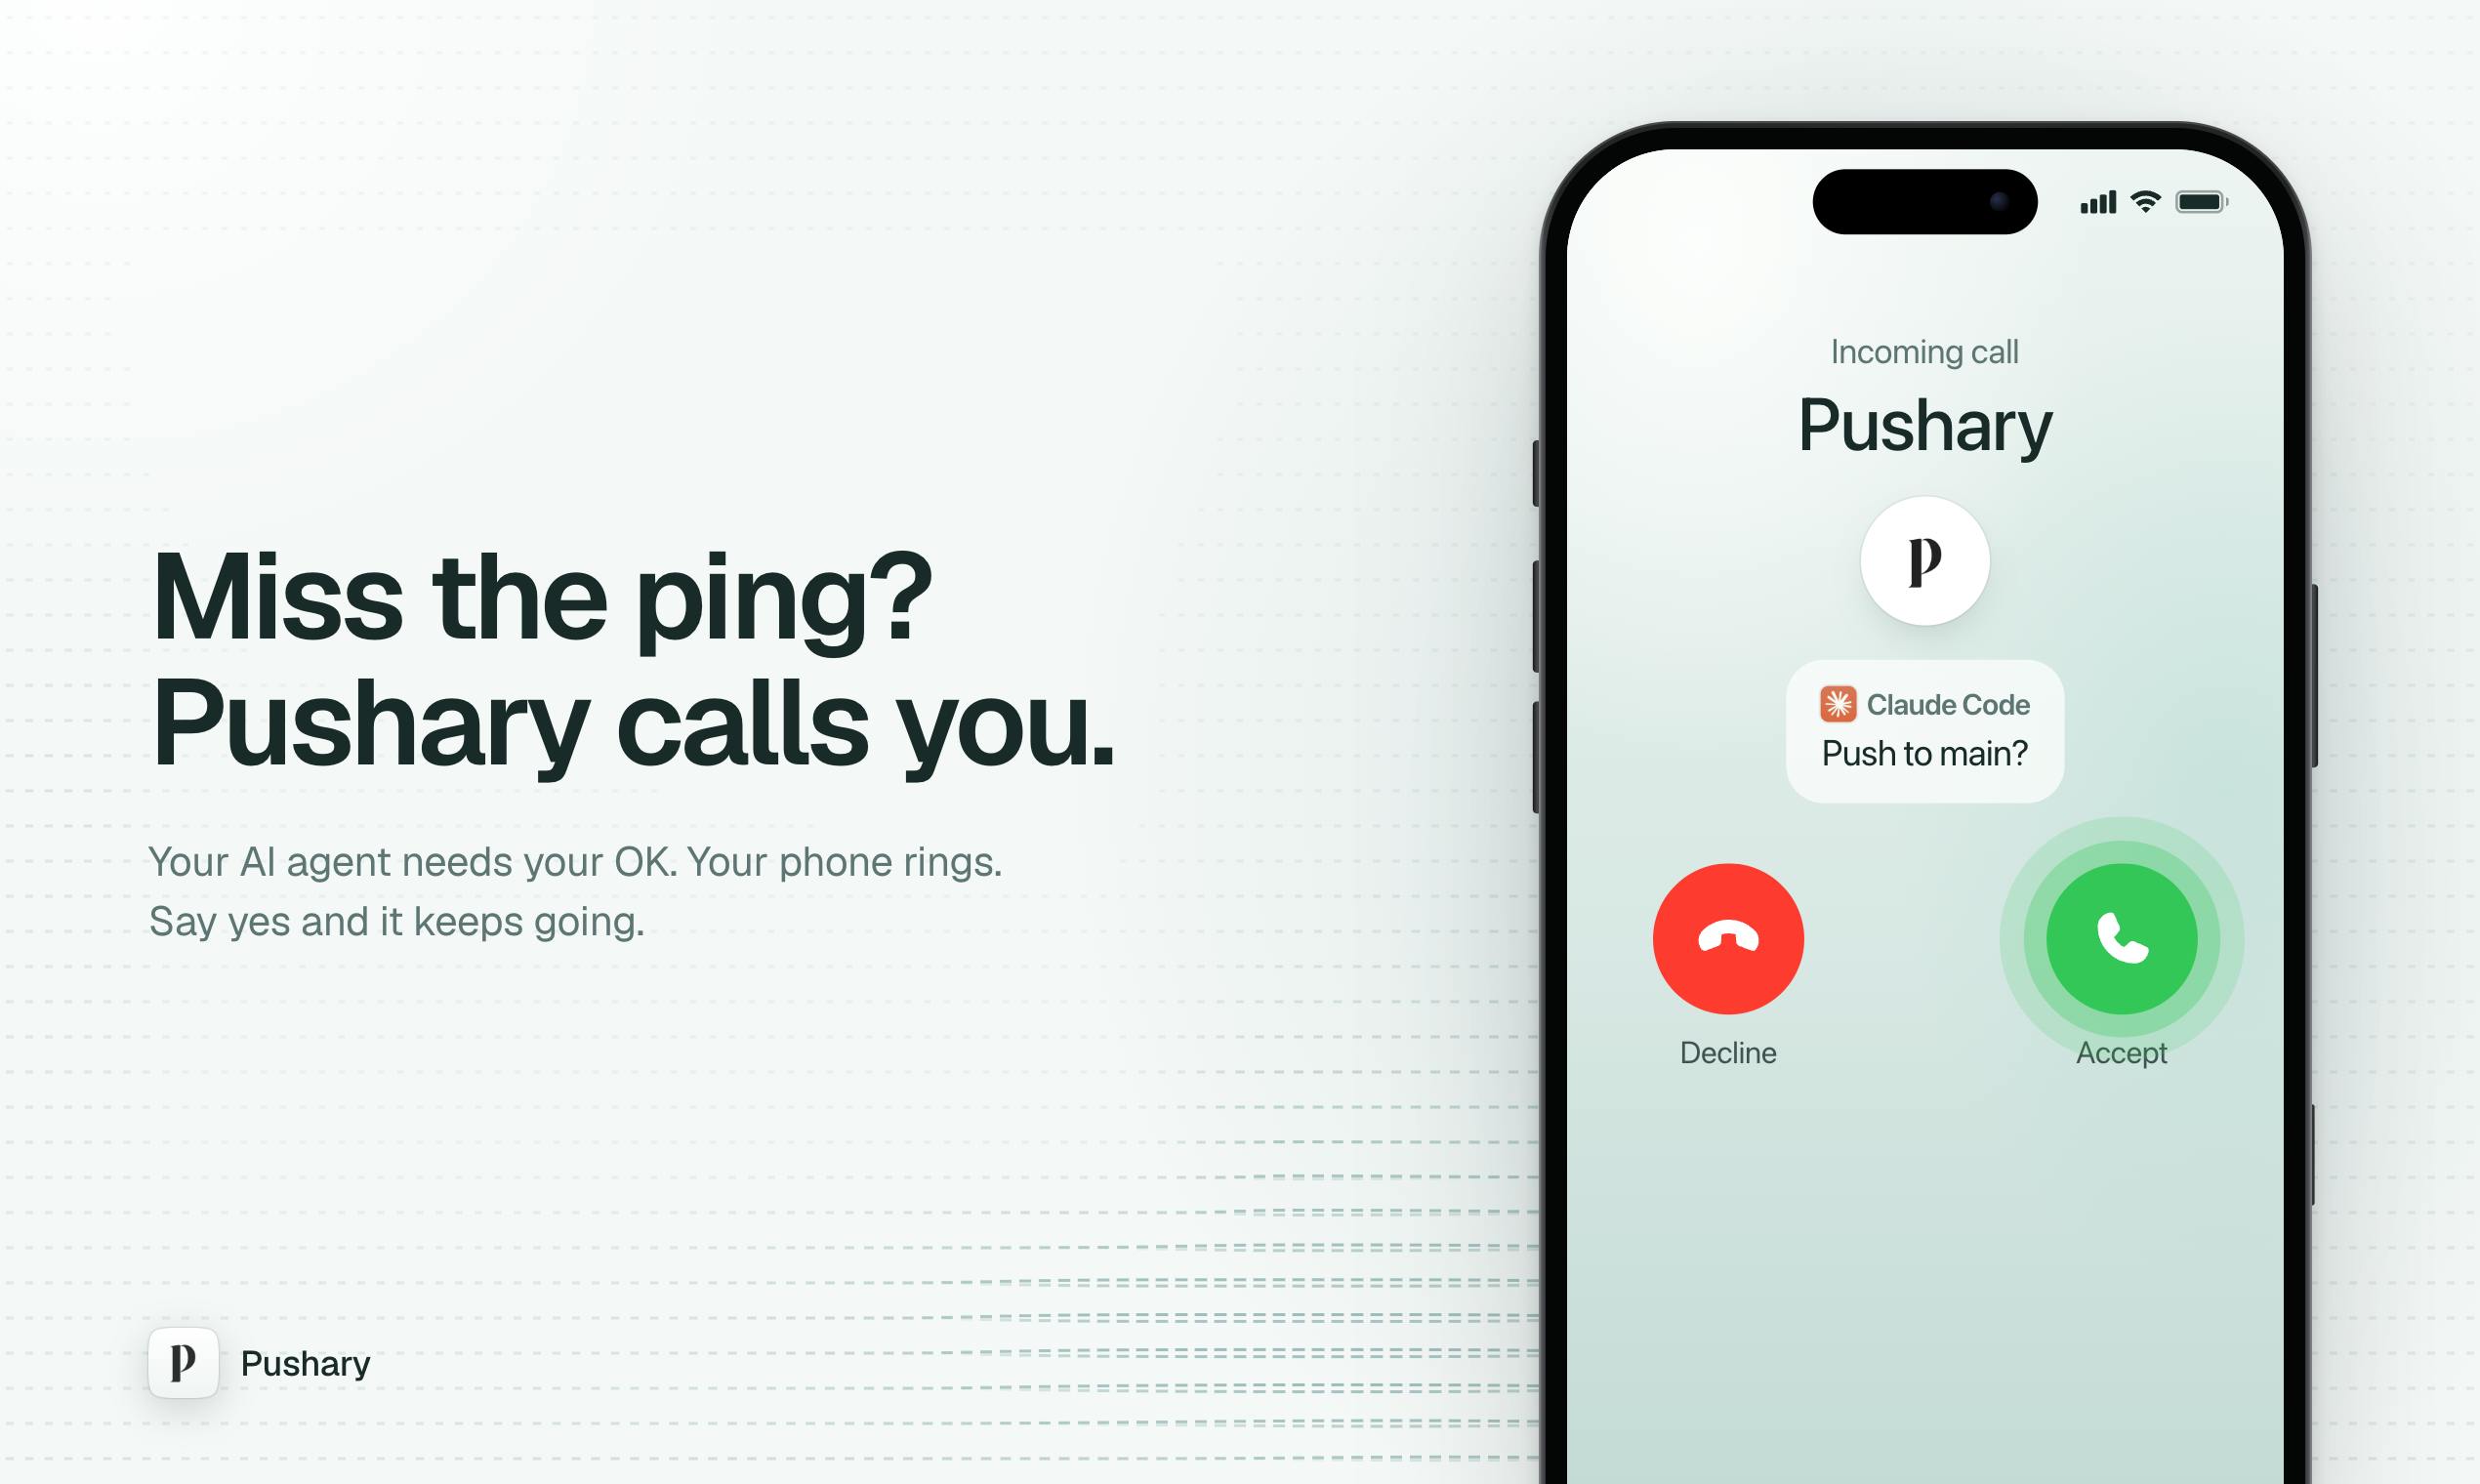 Miss the ping?
Pushary calls you.
Your AI agent needs your OK. Your phone rings.
Say yes and it keeps going.
p Pushary
Incoming call
Pushary
p
Claude Code
Push to main?
Decline
Accept